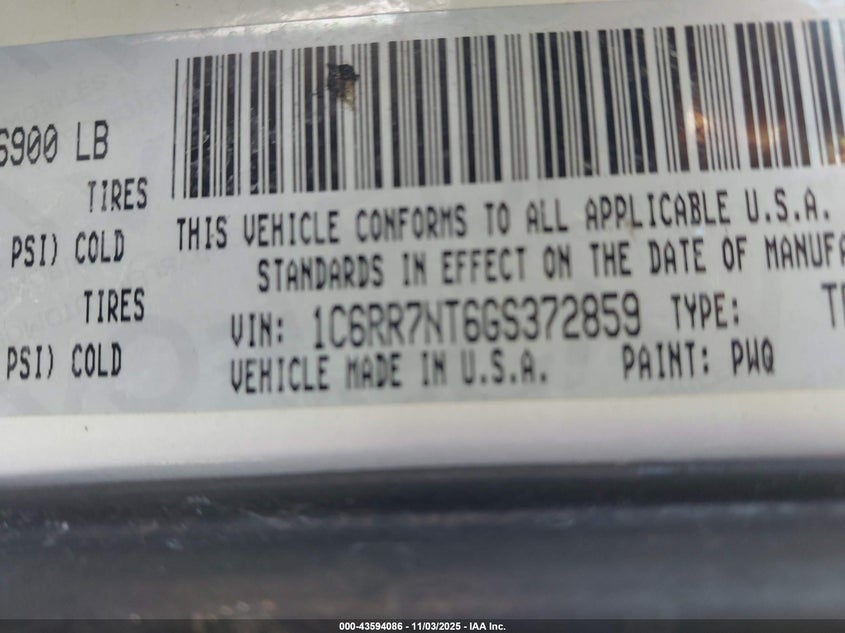 6900 LB
TIRES
PSI) COLD
TIRES
PSI) COLD
THIS VEHICLE CONFORMS TO ALL APPLICABLE U.S.A.
STANDARDS IN EFFECT ON THE DATE OF MANUFA
VIN: 1C6RR7NT6GS372859 TYPE: T
VEHICLE MADE IN U.S.A. PAINT: PWQ
000-43594086 - 11/03/2025 - IAA Inc.